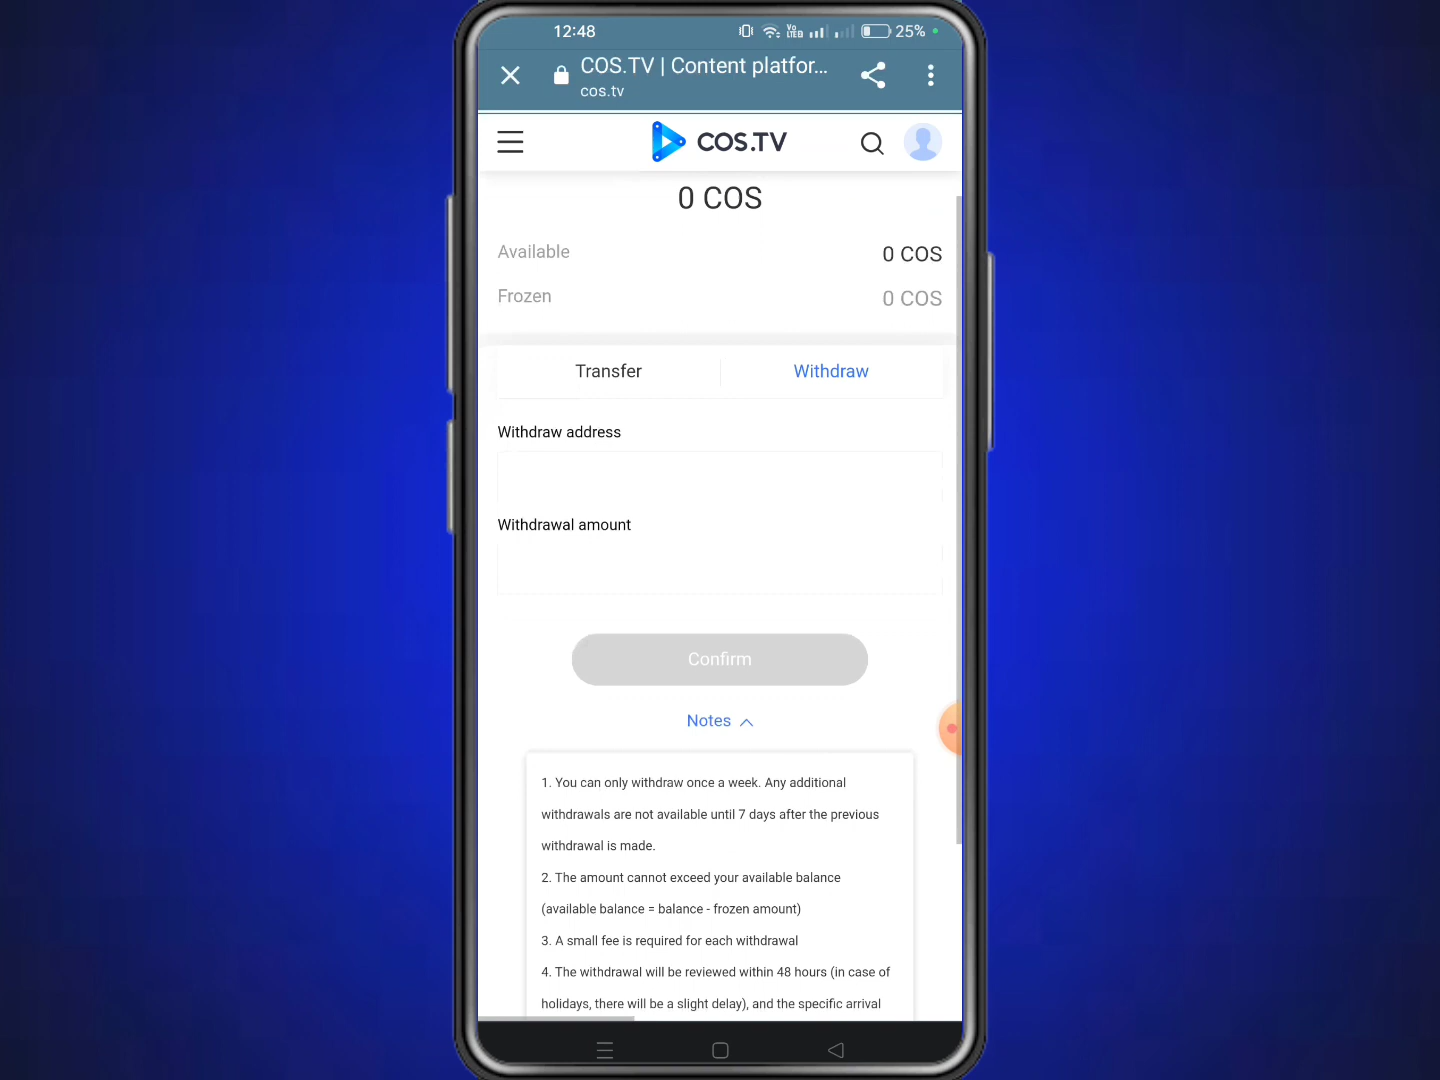 12:48
Vo LTE 25%
COS.TV | Content platfor...
cos.tv
COS.TV
0 COS
Available 0 COS
Frozen 0 COS
Transfer Withdraw
Withdraw address
Withdrawal amount
Confirm
Notes
1. You can only withdraw once a week. Any additional
withdrawals are not available until 7 days after the previous
withdrawal is made.
2. The amount cannot exceed your available balance
(available balance = balance - frozen amount)
3. A small fee is required for each withdrawal
4. The withdrawal will be reviewed within 48 hours (in case of
holidays, there will be a slight delay), and the specific arrival